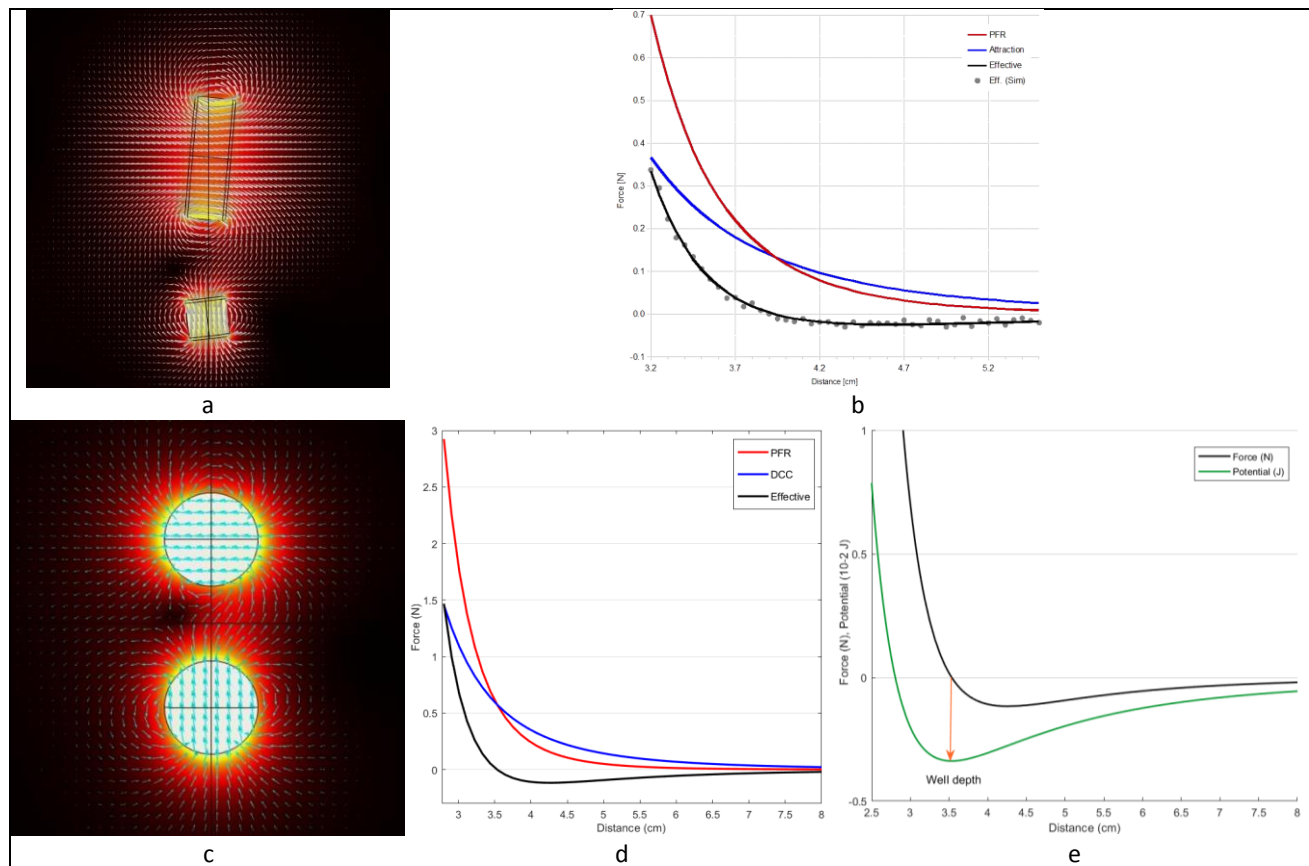 0.7
0.6
0.5
0.4
0.3
0.2
0.1
0.0
-0.1
Force [N]
PFR
Attraction
Effective
Eff. (Sim)
3.2 3.7 4.2 4.7 5.2
Distance [cm]
a b
3
2.5
2
1.5
1
0.5
0
Force (N)
PFR
DCC
Effective
3 3.5 4 4.5 5 5.5 6 6.5 7 7.5 8
Distance (cm)
1
0.5
0
-0.5
Force (N), Potential (10-2 J)
Force (N)
Potential (J)
Well depth
2.5 3 3.5 4 4.5 5 5.5 6 6.5 7 7.5 8
Distance (cm)
c d e